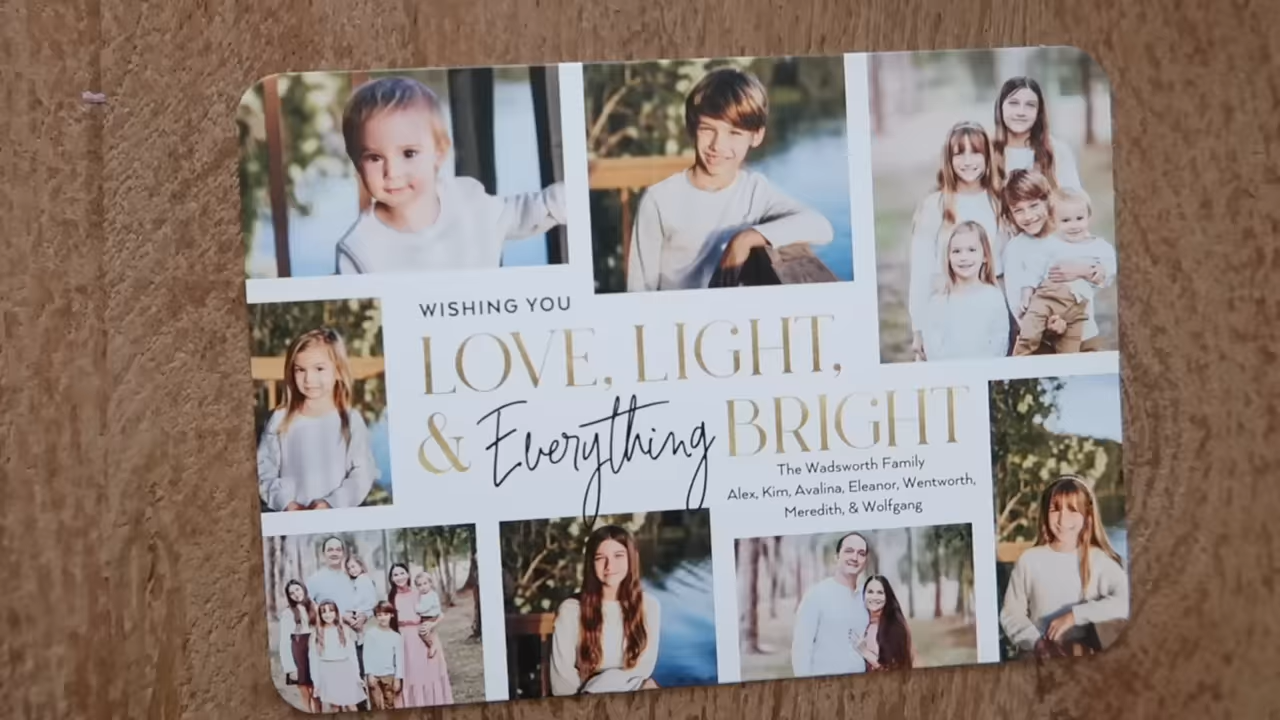 WISHING YOU
LOVE, LIGHT,
& Everything BRIGHT
The Wadsworth Family
Alex, Kim, Avalina, Eleanor, Wentworth,
Meredith, & Wolfgang